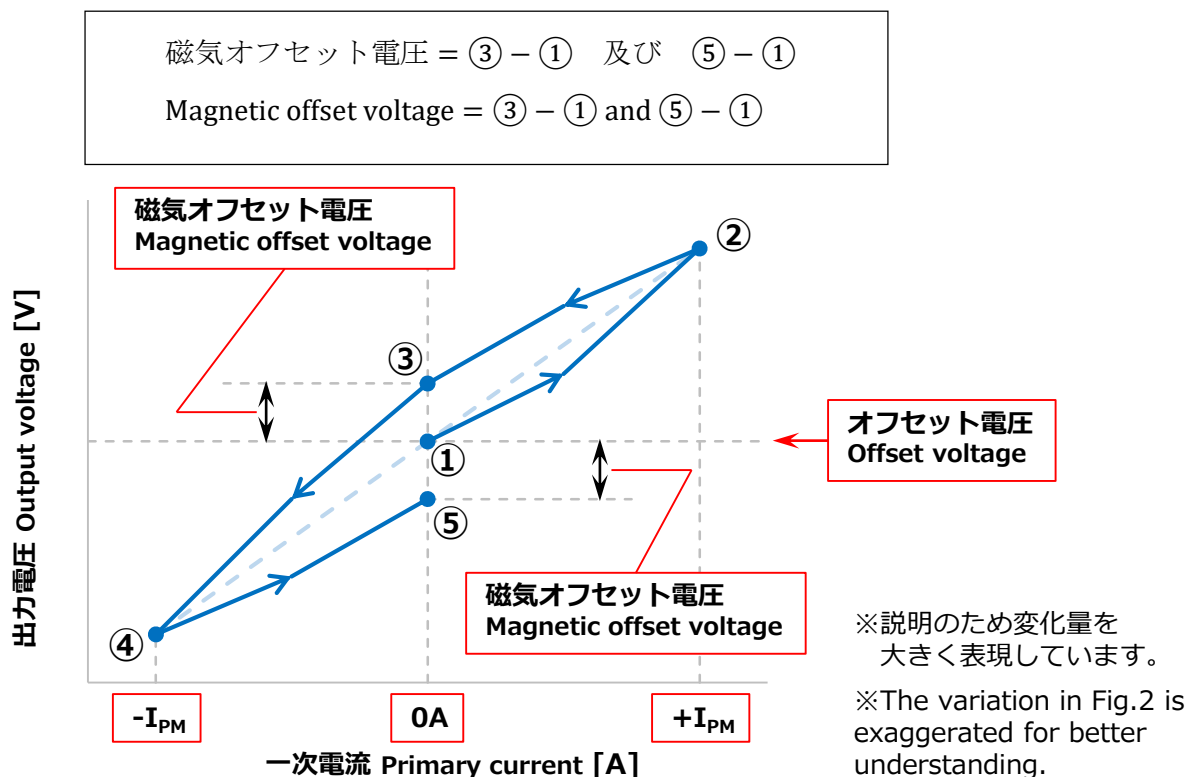 磁気オフセット電圧 = ③ − ① 及び ⑤ − ①
Magnetic offset voltage = ③ − ① and ⑤ − ①
磁気オフセット電圧
Magnetic offset voltage
②
③
①
⑤
④
オフセット電圧
Offset voltage
磁気オフセット電圧
Magnetic offset voltage
出力電圧 Output voltage [V]
-I_PM
0A
+I_PM
一次電流 Primary current [A]
※説明のため変化量を
大きく表現しています。
※The variation in Fig.2 is
exaggerated for better
understanding.